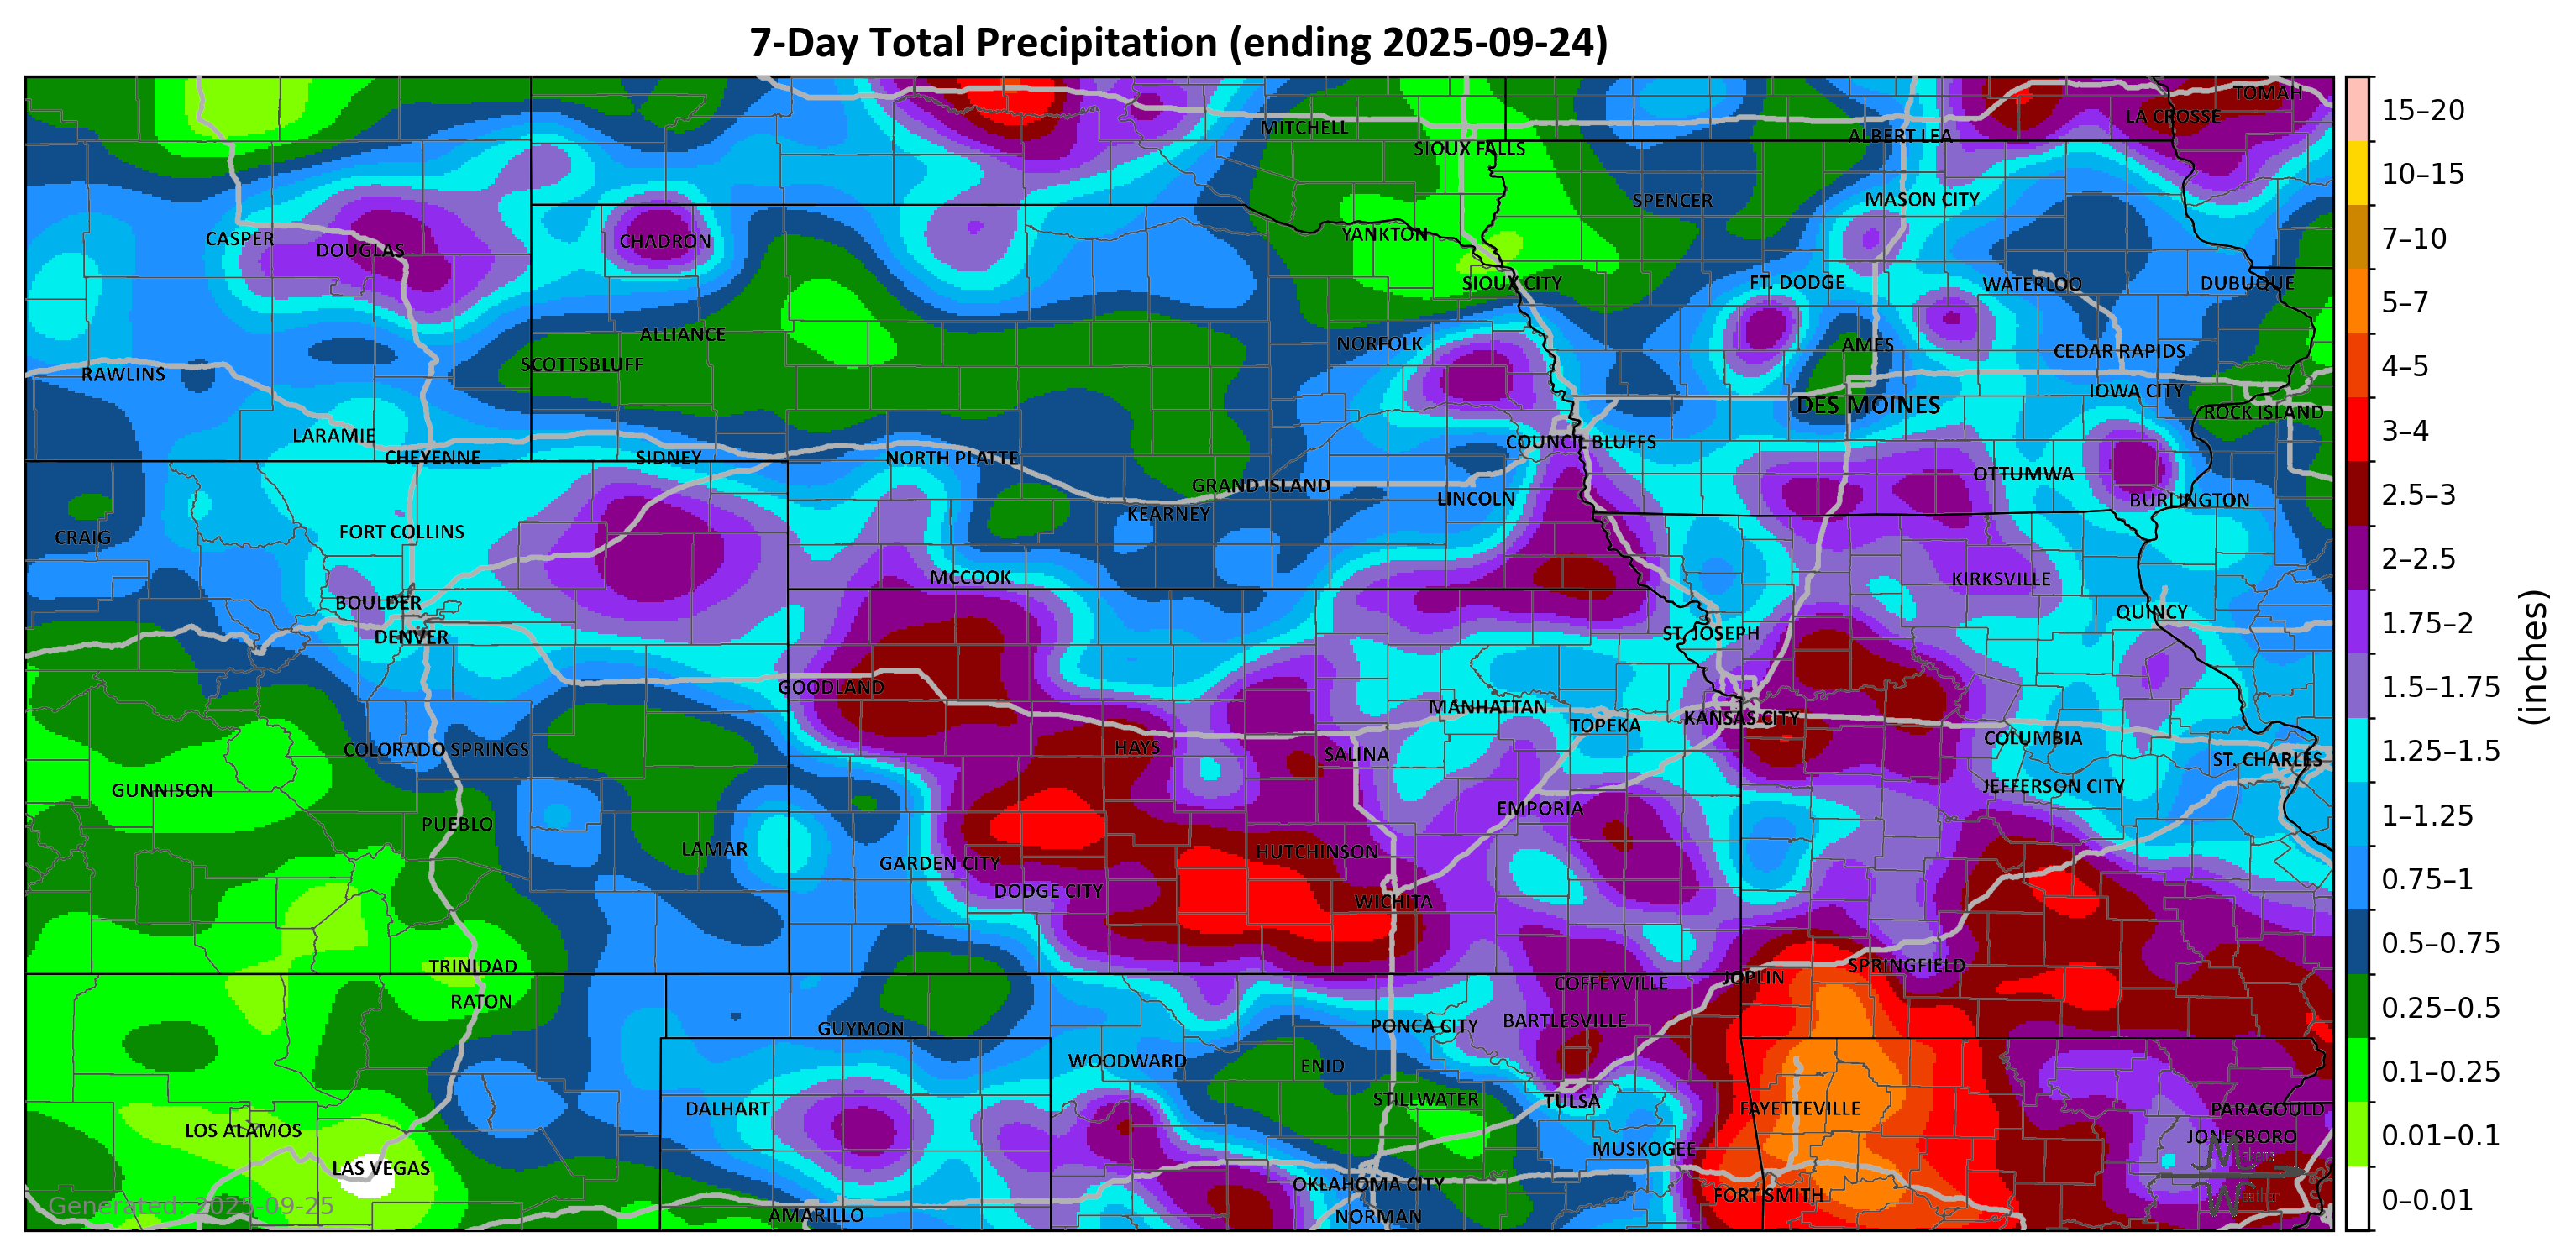 7-Day Total Precipitation (ending 2025-09-24)
TOMAH
LA CROSSE
MITCHELL
ALBERT LEA
SIOUX FALLS
SPENCER
MASON CITY
YANKTON
CASPER
CHADRON
DOUGLAS
SIOUX CITY
FT. DODGE
WATERLOO
DUBUQUE
ALLIANCE
NORFOLK
AMES
CEDAR RAPIDS
SCOTTSBLUFF
RAWLINS
IOWA CITY
DES MOINES
ROCK ISLAND
LARAMIE
COUNCIL BLUFFS
CHEYENNE
SIDNEY
NORTH PLATTE
OTTUMWA
GRAND ISLAND
LINCOLN
BURLINGTON
KEARNEY
CRAIG
FORT COLLINS
MCCOOK
KIRKSVILLE
BOULDER
QUINCY
DENVER
ST. JOSEPH
GOODLAND
MANHATTAN
KANSAS CITY
TOPEKA
COLUMBIA
COLORADO SPRINGS
HAYS
SALINA
ST. CHARLES
GUNNISON
JEFFERSON CITY
EMPORIA
PUEBLO
LAMAR
HUTCHINSON
GARDEN CITY
DODGE CITY
WICHITA
TRINIDAD
SPRINGFIELD
JOPLIN
COFFEYVILLE
RATON
GUYMON
PONCA CITY
BARTLESVILLE
WOODWARD
ENID
STILLWATER
TULSA
DALHART
FAYETTEVILLE
PARAGOULD
LOS ALAMOS
JONESBORO
MUSKOGEE
LAS VEGAS
OKLAHOMA CITY
FORT SMITH
AMARILLO
NORMAN
Generated: 2025-09-25
15–20
10–15
7–10
5–7
4–5
3–4
2.5–3
2–2.5
1.75–2
1.5–1.75
1.25–1.5
1–1.25
0.75–1
0.5–0.75
0.25–0.5
0.1–0.25
0.01–0.1
0–0.01
(inches)